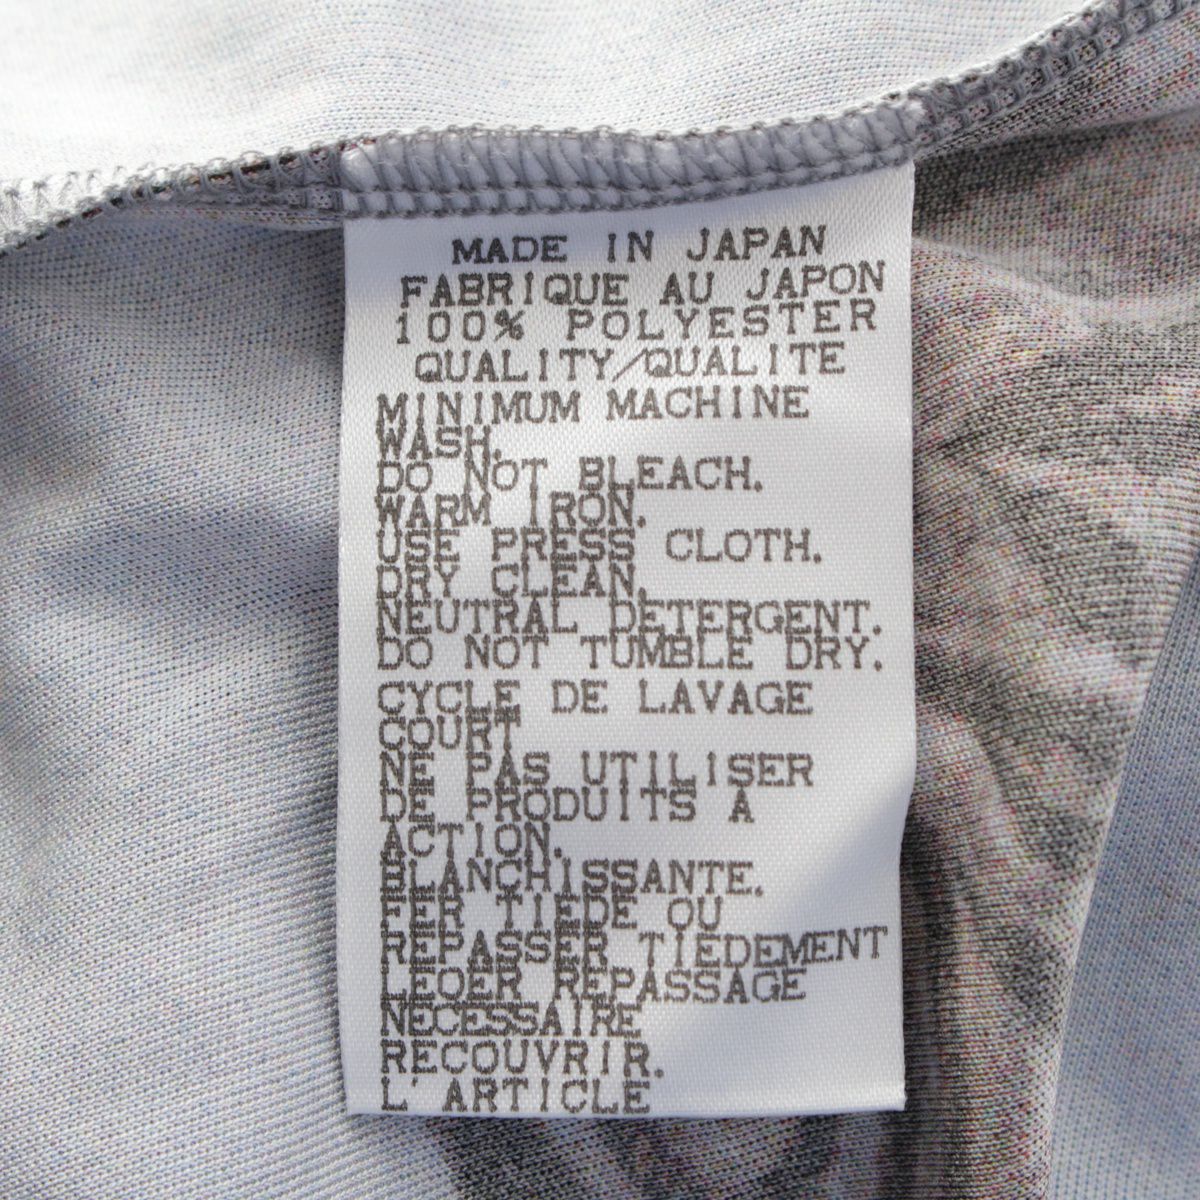 MADE IN JAPAN
FABRIQUE AU JAPON
100% POLYESTER
QUALITY/QUALITE
MINIMUM MACHINE
WASH.
DO NOT BLEACH.
WARM IRON.
USE PRESS CLOTH.
DRY CLEAN.
NEUTRAL DETERGENT.
DO NOT TUMBLE DRY.
CYCLE DE LAVAGE
COURT
NE PAS UTILISER
DE PRODUITS A
ACTION.
BLANCHISSANTE.
FER TIEDE OU
REPASSER TIEDEMENT
LEOER REPASSAGE
NECESSAIRE
RECOUVRIR.
L'ARTICLE